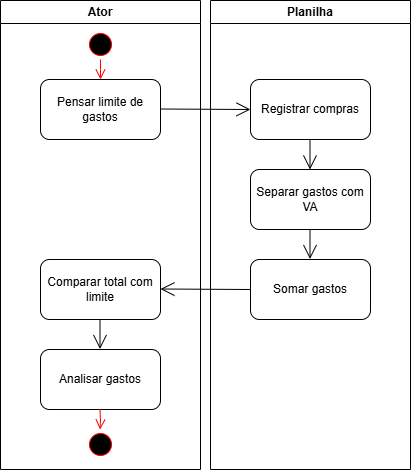 Ator
Planilha
Pensar limite de
gastos
Registrar compras
Separar gastos com
VA
Somar gastos
Comparar total com
limite
Analisar gastos